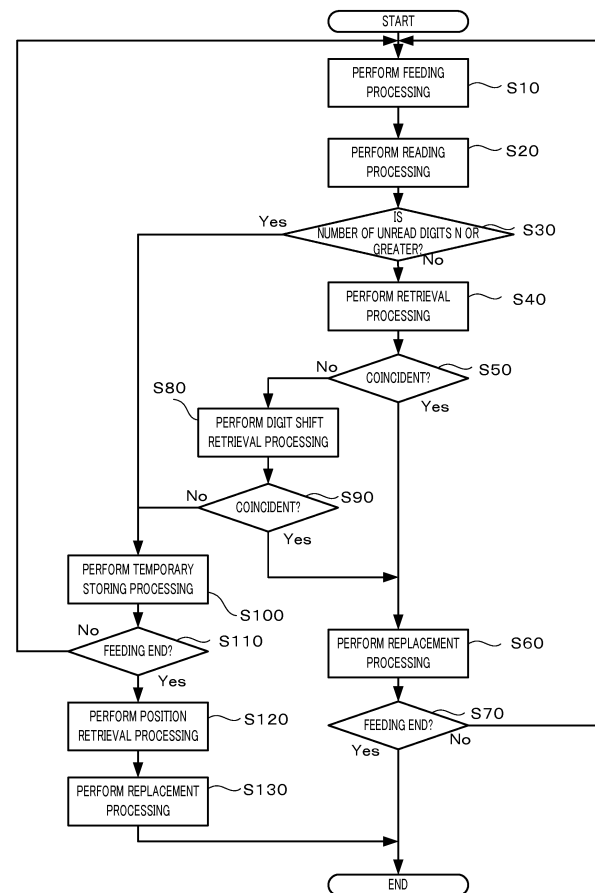 START
PERFORM FEEDING
PROCESSING
S10
PERFORM READING
PROCESSING
S20
IS
NUMBER OF UNREAD DIGITS N OR
GREATER?
S30
Yes
No
PERFORM RETRIEVAL
PROCESSING
S40
COINCIDENT?
S50
No
Yes
S80
PERFORM DIGIT SHIFT
RETRIEVAL PROCESSING
COINCIDENT?
S90
No
Yes
PERFORM TEMPORARY
STORING PROCESSING
S100
No
FEEDING END?
S110
Yes
PERFORM REPLACEMENT
PROCESSING
S60
FEEDING END?
S70
Yes
No
PERFORM POSITION
RETRIEVAL PROCESSING
S120
PERFORM REPLACEMENT
PROCESSING
S130
END